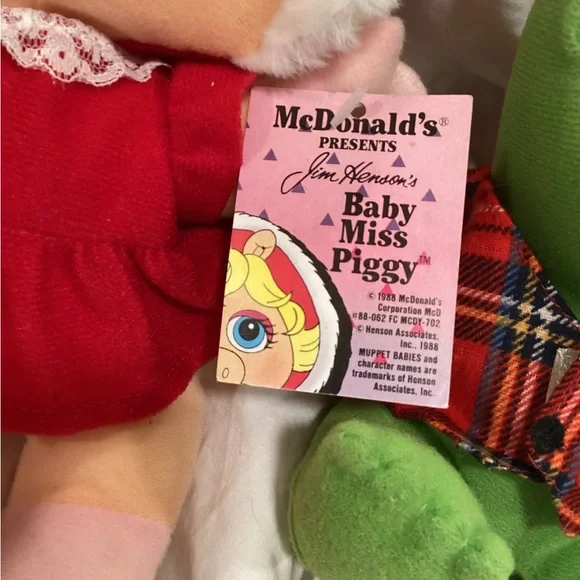 McDonald's®
PRESENTS
Jim Henson's
Baby
Miss
Piggy™
© 1988 McDonald's
Corporation McD
#88-062 FC MCDY-702
© Henson Associates,
Inc., 1988
MUPPET BABIES and
character names are
trademarks of Henson
Associates, Inc.